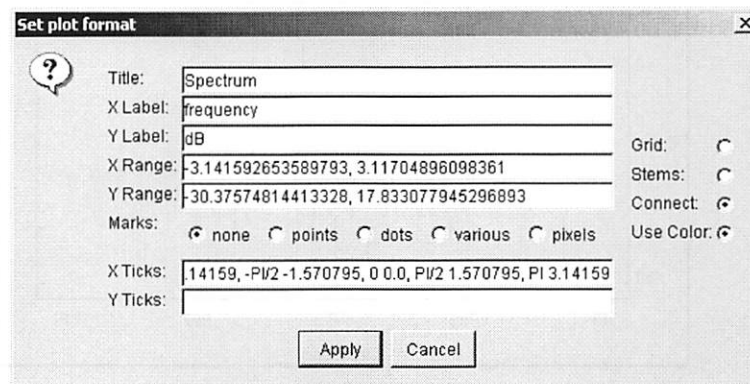 Set plot format
Title: Spectrum
X Label: frequency
Y Label: dB
X Range: -3.141592653589793, 3.11704896098361
Y Range: -30.37574814413328, 17.833077945296893
Grid:
Stems:
Connect:
Use Color:
Marks:
none points dots various pixels
X Ticks: .14159, -PI/2 -1.570795, 0 0.0, PI/2 1.570795, PI 3.14159
Y Ticks:
Apply Cancel